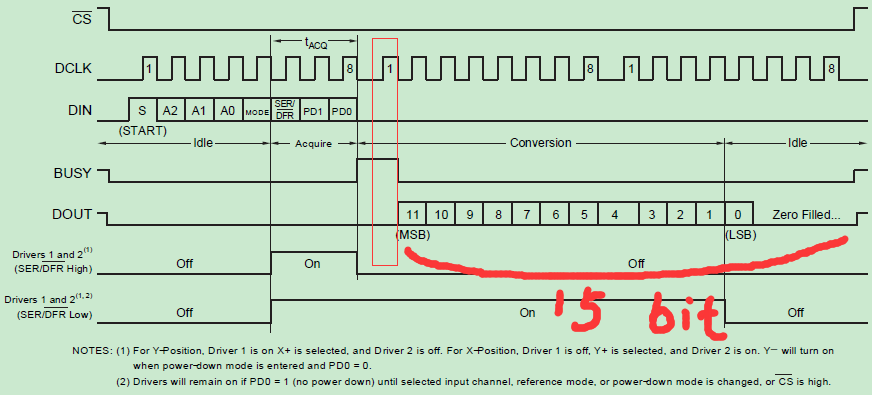 CS
tACQ
DCLK 1 8 1 8 1 8
DIN S A2 A1 A0 MODE SER/DFR PD1 PD0
(START)
Idle Acquire Conversion Idle
BUSY
DOUT 11 10 9 8 7 6 5 4 3 2 1 0 Zero Filled...
(MSB) (LSB)
Drivers 1 and 2(1)
(SER/DFR High) Off On Off
Drivers 1 and 2(1, 2)
(SER/DFR Low) Off On Off
15 bit
NOTES: (1) For Y-Position, Driver 1 is on X+ is selected, and Driver 2 is off. For X-Position, Driver 1 is off, Y+ is selected, and Driver 2 is on. Y− will turn on
when power-down mode is entered and PD0 = 0.
(2) Drivers will remain on if PD0 = 1 (no power down) until selected input channel, reference mode, or power-down mode is changed, or CS is high.